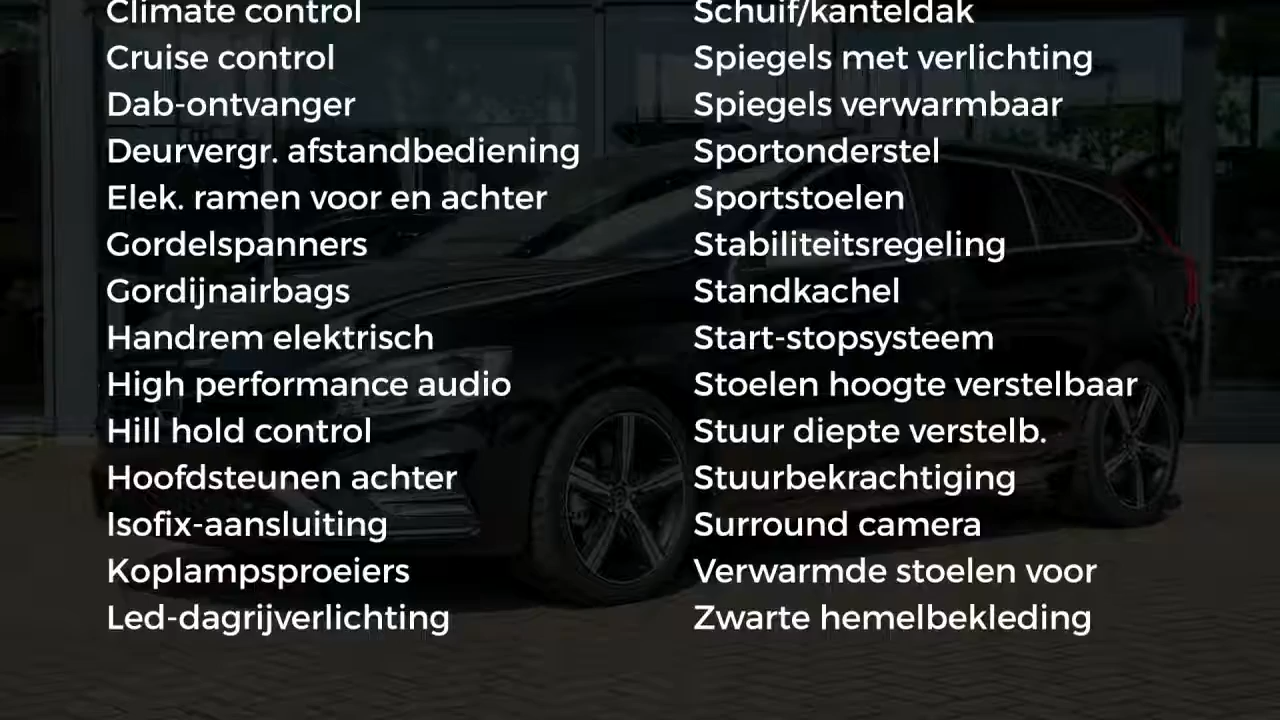 Climate control
Cruise control
Dab-ontvanger
Deurvergr. afstandbediening
Elek. ramen voor en achter
Gordelspanners
Gordijnairbags
Handrem elektrisch
High performance audio
Hill hold control
Hoofdsteunen achter
Isofix-aansluiting
Koplampsproeiers
Led-dagrijverlichting
Schuif/kanteldak
Spiegels met verlichting
Spiegels verwarmbaar
Sportonderstel
Sportstoelen
Stabiliteitsregeling
Standkachel
Start-stopsysteem
Stoelen hoogte verstelbaar
Stuur diepte verstelb.
Stuurbekrachtiging
Surround camera
Verwarmde stoelen voor
Zwarte hemelbekleding